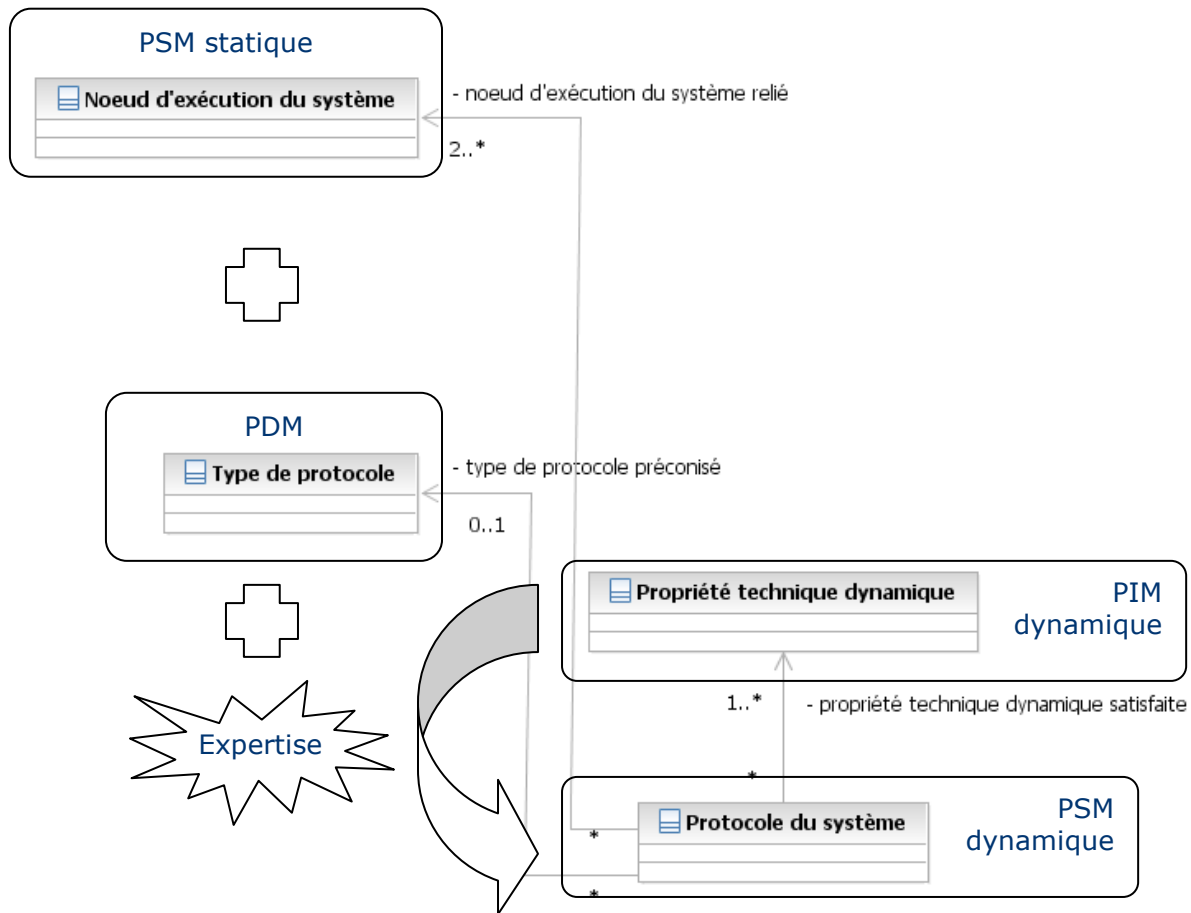 PSM statique
Noeud d'exécution du système
- noeud d'exécution du système relié
2..*
PDM
Type de protocole
- type de protocole préconisé
0..1
Propriété technique dynamique
PIM
dynamique
1..*
- propriété technique dynamique satisfaite
Expertise
*
Protocole du système
PSM
dynamique
*
*